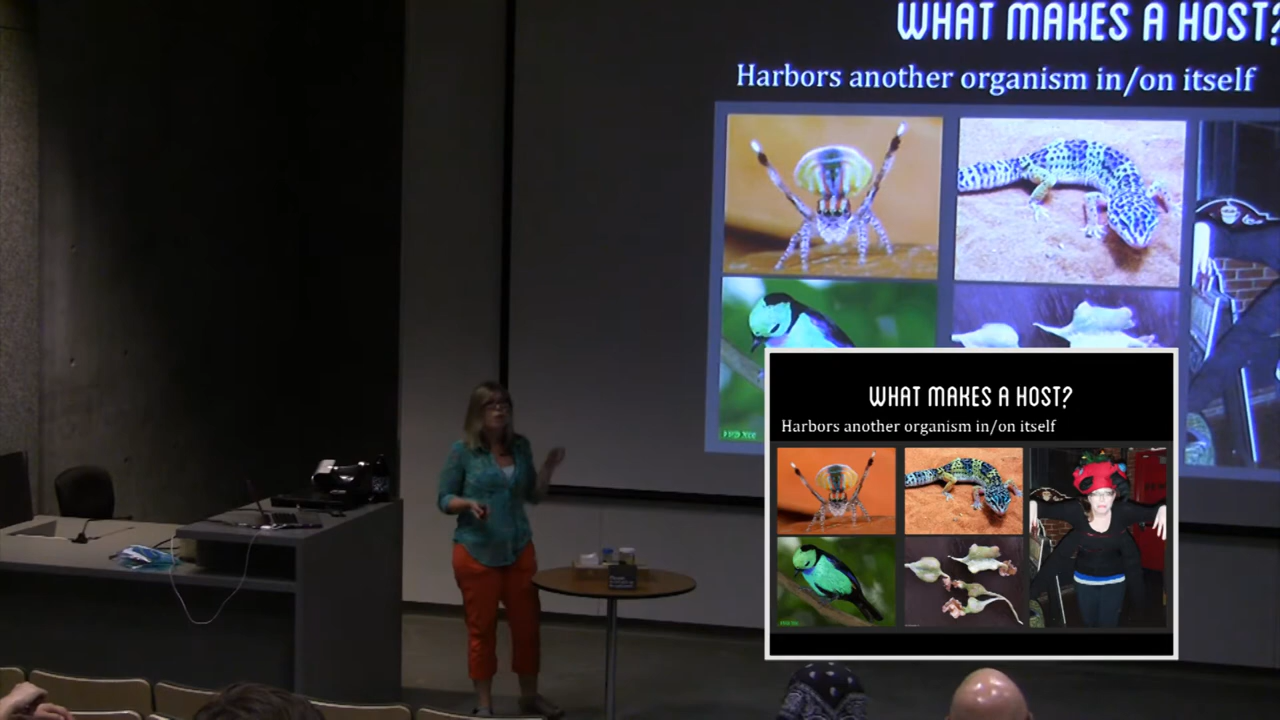 WHAT MAKES A HOST?
Harbors another organism in/on itself
WHAT MAKES A HOST?
Harbors another organism in/on itself